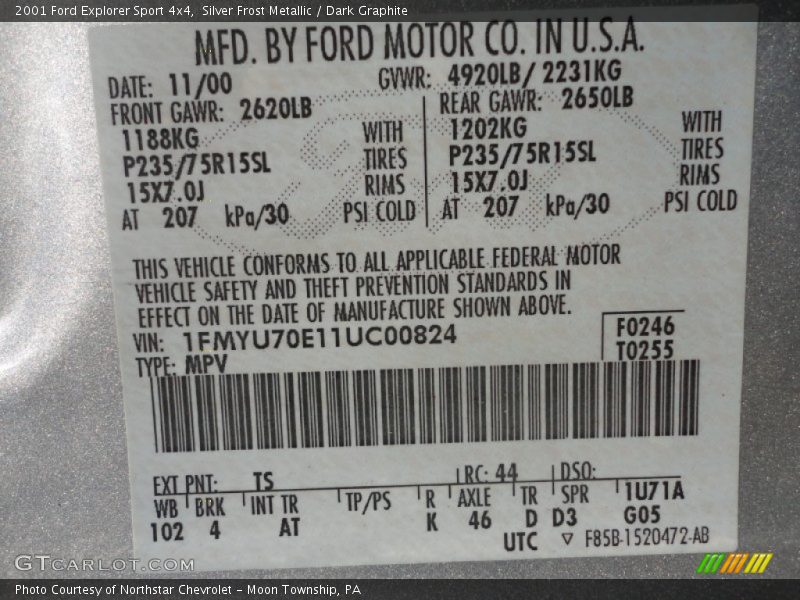 2001 Ford Explorer Sport 4x4, Silver Frost Metallic / Dark Graphite
MFD. BY FORD MOTOR CO. IN U.S.A.
DATE: 11/00 GVWR: 4920LB/ 2231KG
FRONT GAWR: 2620LB REAR GAWR: 2650LB
1188KG WITH 1202KG WITH
P235/75R15SL TIRES P235/75R15SL TIRES
15X7.0J RIMS 15X7.0J RIMS
AT 207 kPa/30 PSI COLD AT 207 kPa/30 PSI COLD
THIS VEHICLE CONFORMS TO ALL APPLICABLE FEDERAL MOTOR
VEHICLE SAFETY AND THEFT PREVENTION STANDARDS IN
EFFECT ON THE DATE OF MANUFACTURE SHOWN ABOVE.
VIN: 1FMYU70E11UC00824 F0246
TYPE: MPV T0255
EXT PNT: TS RC: 44 DSO:
WB BRK INT TR TP/PS R AXLE TR SPR 1U71A
102 4 AT K 46 D D3 G05
UTC ▽ F85B-1520472-AB
GTCarLot.com
Photo Courtesy of Northstar Chevrolet - Moon Township, PA